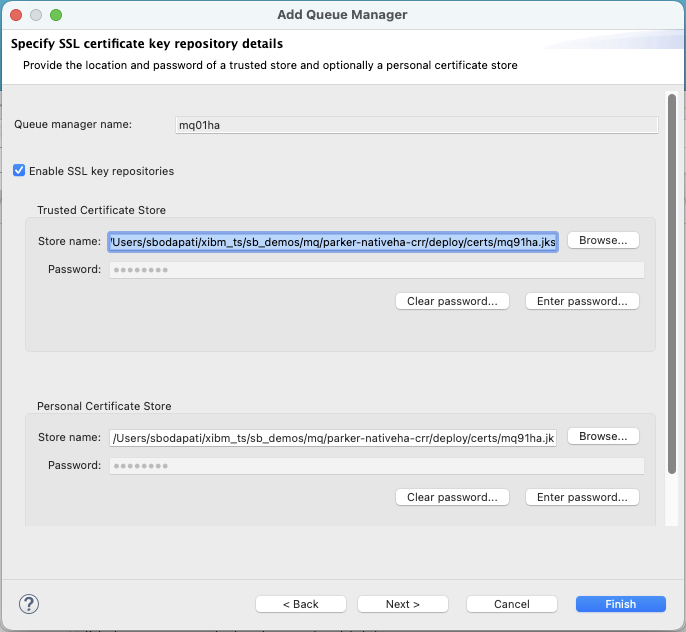 Add Queue Manager
Specify SSL certificate key repository details
Provide the location and password of a trusted store and optionally a personal certificate store
Queue manager name: mq01ha
Enable SSL key repositories
Trusted Certificate Store
Store name: /Users/sbodapati/xibm_ts/sb_demos/mq/parker-nativeha-crr/deploy/certs/mq91ha.jks Browse...
Password: ●●●●●●●●
Clear password... Enter password...
Personal Certificate Store
Store name: /Users/sbodapati/xibm_ts/sb_demos/mq/parker-nativeha-crr/deploy/certs/mq91ha.jk Browse...
Password: ●●●●●●●●
Clear password... Enter password...
? < Back Next > Cancel Finish